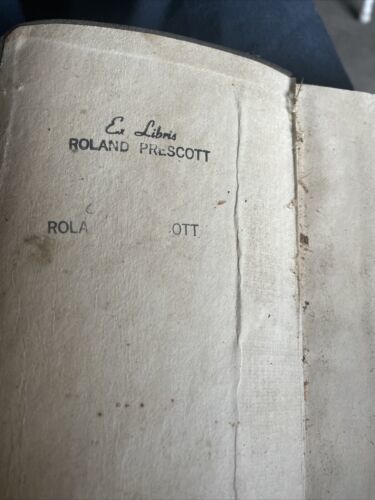 Ex Libris
ROLAND PRESCOTT
ROLA OTT